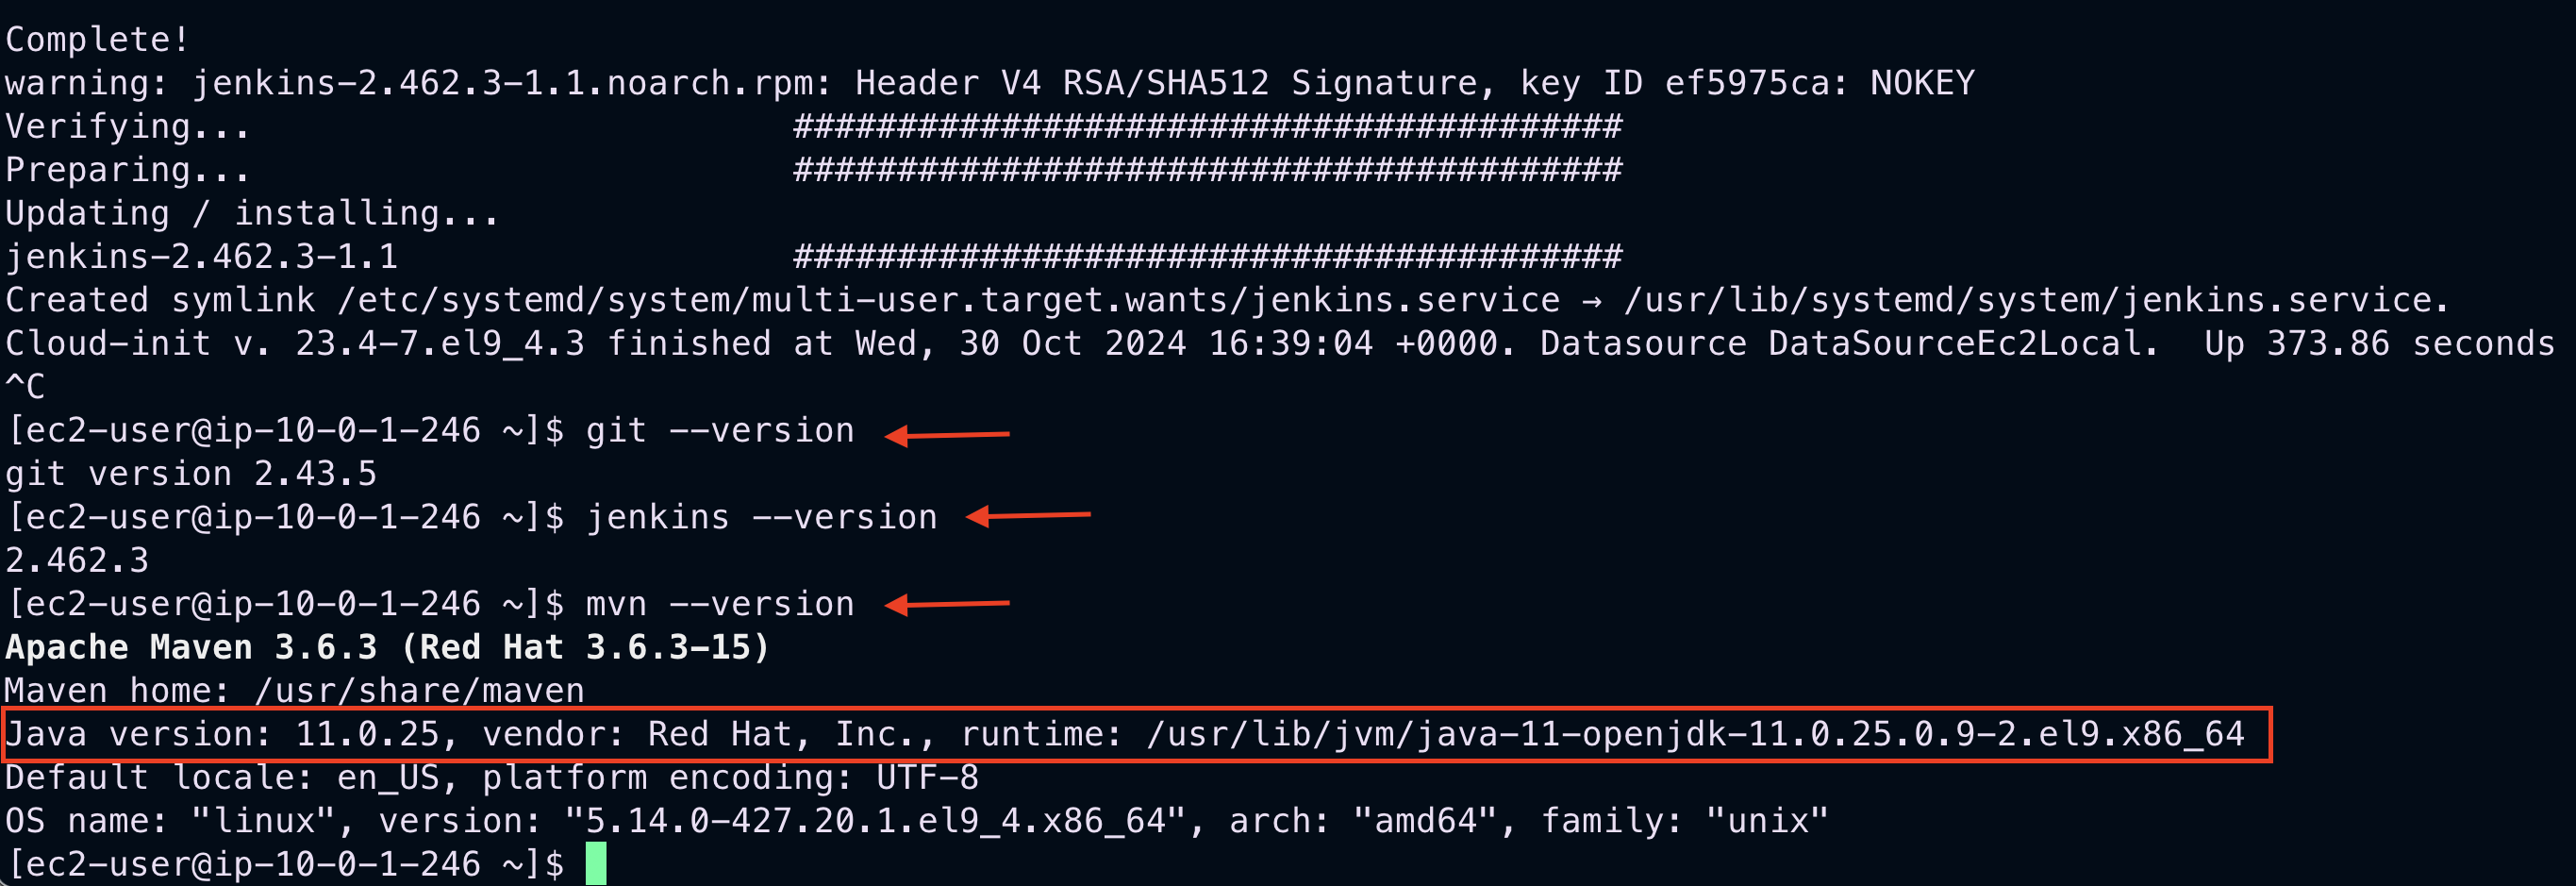 Complete!
warning: jenkins-2.462.3-1.1.noarch.rpm: Header V4 RSA/SHA512 Signature, key ID ef5975ca: NOKEY
Verifying...                          ########################################
Preparing...                          ########################################
Updating / installing...
jenkins-2.462.3-1.1                   ########################################
Created symlink /etc/systemd/system/multi-user.target.wants/jenkins.service → /usr/lib/systemd/system/jenkins.service.
Cloud-init v. 23.4-7.el9_4.3 finished at Wed, 30 Oct 2024 16:39:04 +0000. Datasource DataSourceEc2Local.  Up 373.86 seconds
^C
[ec2-user@ip-10-0-1-246 ~]$ git --version
git version 2.43.5
[ec2-user@ip-10-0-1-246 ~]$ jenkins --version
2.462.3
[ec2-user@ip-10-0-1-246 ~]$ mvn --version
Apache Maven 3.6.3 (Red Hat 3.6.3-15)
Maven home: /usr/share/maven
Java version: 11.0.25, vendor: Red Hat, Inc., runtime: /usr/lib/jvm/java-11-openjdk-11.0.25.0.9-2.el9.x86_64
Default locale: en_US, platform encoding: UTF-8
OS name: "linux", version: "5.14.0-427.20.1.el9_4.x86_64", arch: "amd64", family: "unix"
[ec2-user@ip-10-0-1-246 ~]$